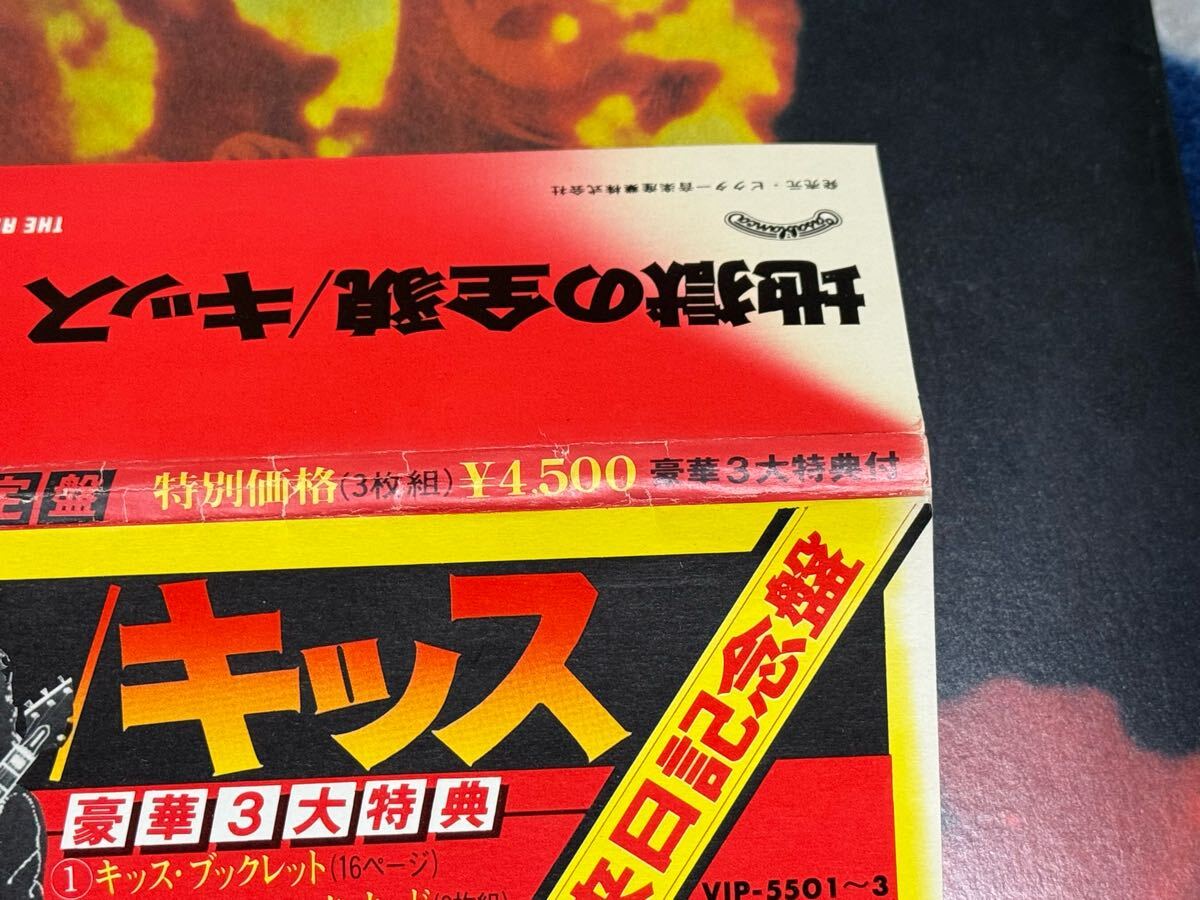 発売元・ビクター音楽産業株式会社
Casablanca
THE
地獄の全貌/キッス
特別価格(3枚組)¥4,500 豪華3大特典付
/キッス
来日記念盤
豪華3大特典
①キッス・ブックレット(16ページ)
VIP-5501〜3